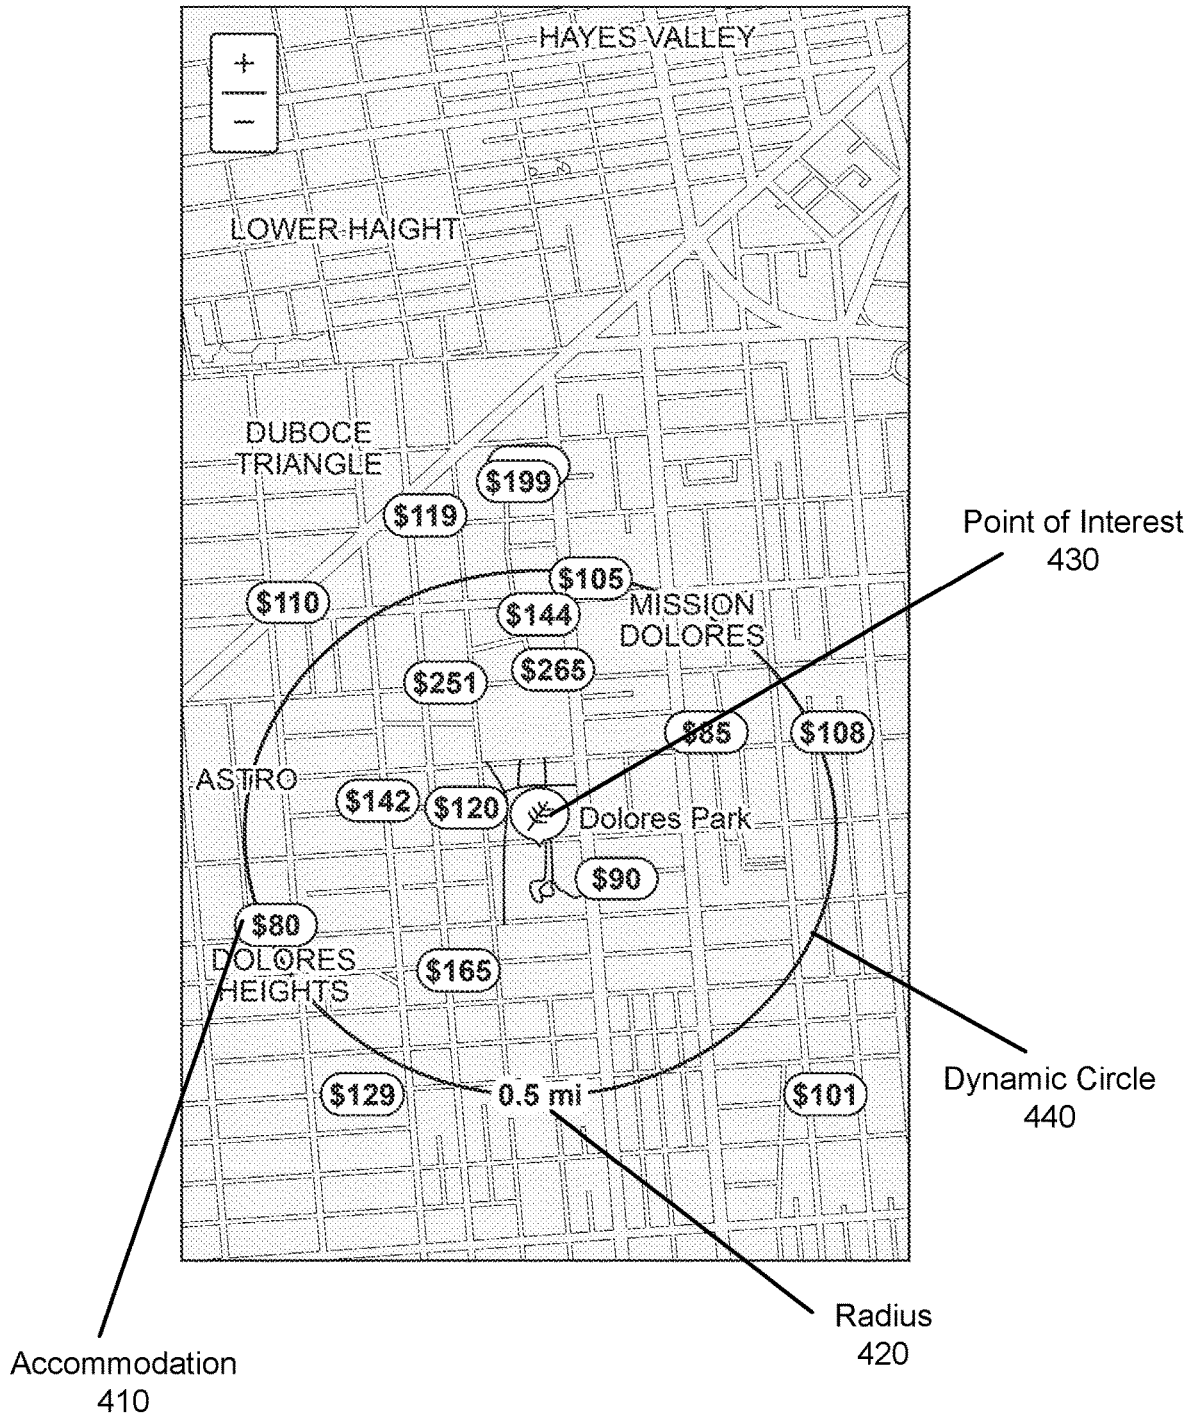 HAYES VALLEY
+
−
LOWER HAIGHT
DUBOCE
TRIANGLE
$199
$119
Point of Interest
430
$105
$110
$144
MISSION
DOLORES
$265
$251
$85
$108
ASTRO
$142
$120
Dolores Park
$90
$80
DOLORES
HEIGHTS
$165
$129
0.5 mi
$101
Dynamic Circle
440
Radius
420
Accommodation
410